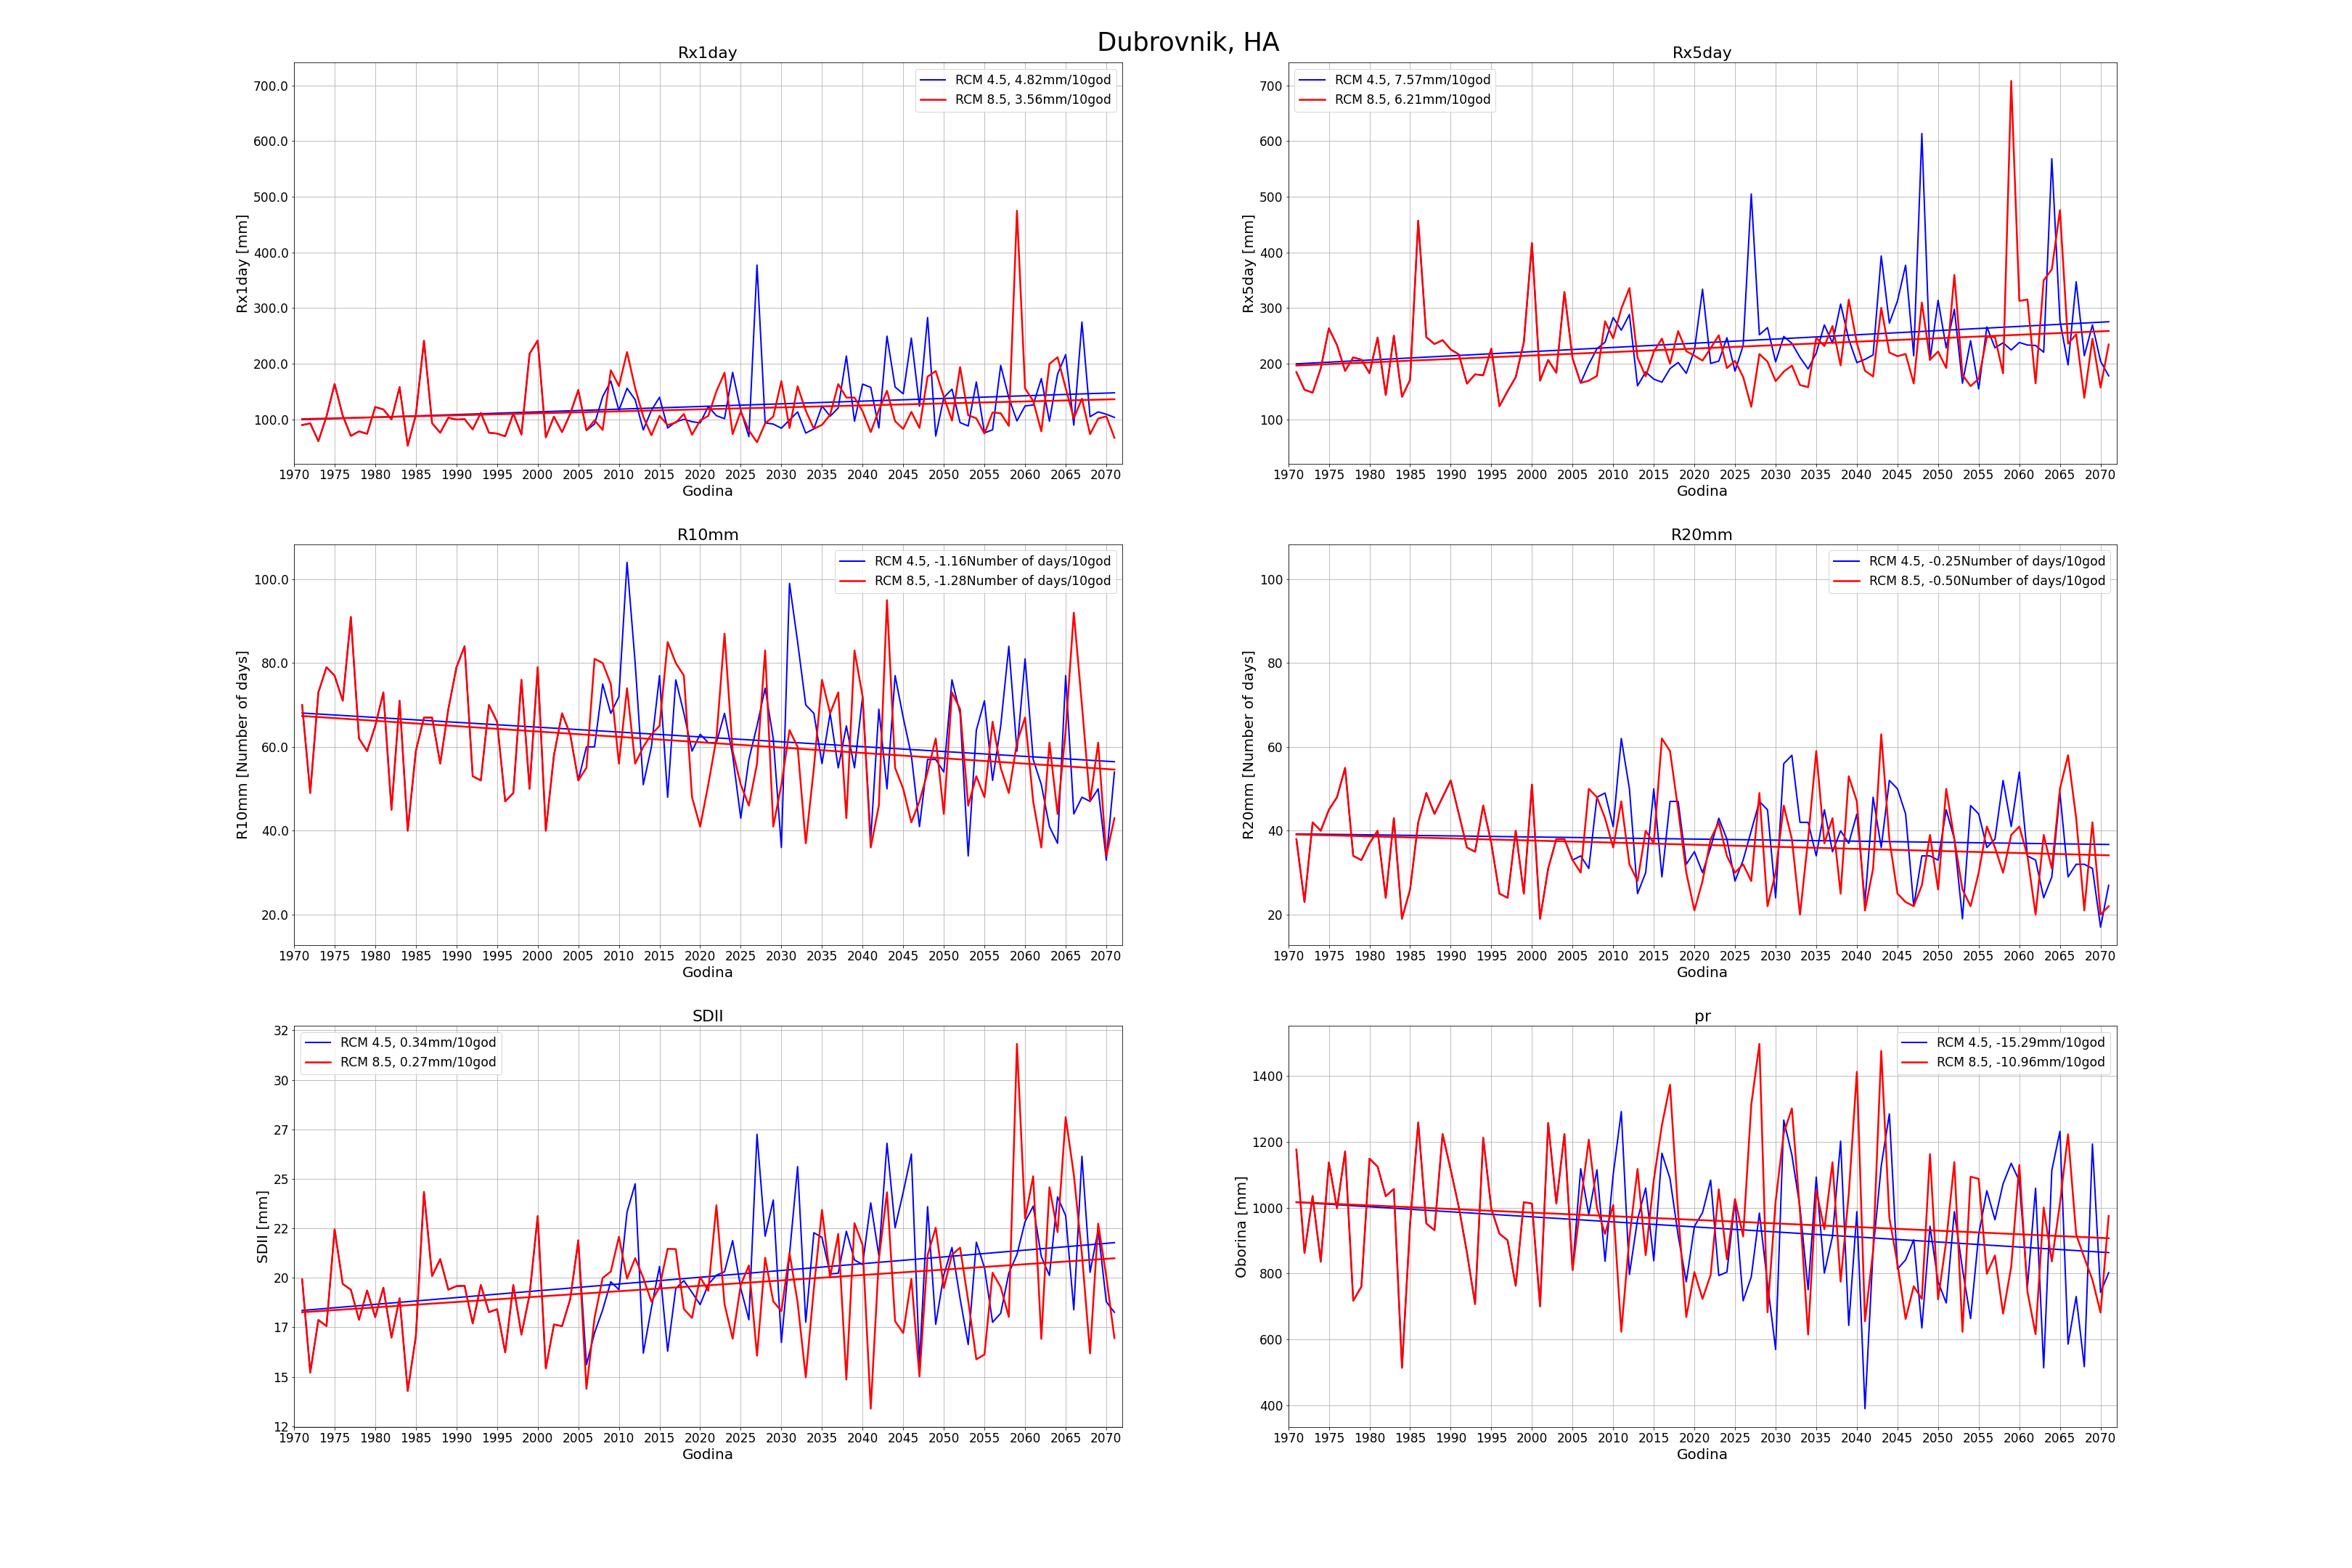 Dubrovnik, HA
Rx1day
RCM 4.5, 4.82mm/10god
RCM 8.5, 3.56mm/10god
Rx1day [mm]
700.0
600.0
500.0
400.0
300.0
200.0
100.0
1970 1975 1980 1985 1990 1995 2000 2005 2010 2015 2020 2025 2030 2035 2040 2045 2050 2055 2060 2065 2070
Godina
Rx5day
RCM 4.5, 7.57mm/10god
RCM 8.5, 6.21mm/10god
Rx5day [mm]
700
600
500
400
300
200
100
1970 1975 1980 1985 1990 1995 2000 2005 2010 2015 2020 2025 2030 2035 2040 2045 2050 2055 2060 2065 2070
Godina
R10mm
RCM 4.5, -1.16Number of days/10god
RCM 8.5, -1.28Number of days/10god
R10mm [Number of days]
100.0
80.0
60.0
40.0
20.0
1970 1975 1980 1985 1990 1995 2000 2005 2010 2015 2020 2025 2030 2035 2040 2045 2050 2055 2060 2065 2070
Godina
R20mm
RCM 4.5, -0.25Number of days/10god
RCM 8.5, -0.50Number of days/10god
R20mm [Number of days]
100
80
60
40
20
1970 1975 1980 1985 1990 1995 2000 2005 2010 2015 2020 2025 2030 2035 2040 2045 2050 2055 2060 2065 2070
Godina
SDII
RCM 4.5, 0.34mm/10god
RCM 8.5, 0.27mm/10god
SDII [mm]
32
30
27
25
22
20
17
15
12
1970 1975 1980 1985 1990 1995 2000 2005 2010 2015 2020 2025 2030 2035 2040 2045 2050 2055 2060 2065 2070
Godina
pr
RCM 4.5, -15.29mm/10god
RCM 8.5, -10.96mm/10god
Oborina [mm]
1400
1200
1000
800
600
400
1970 1975 1980 1985 1990 1995 2000 2005 2010 2015 2020 2025 2030 2035 2040 2045 2050 2055 2060 2065 2070
Godina